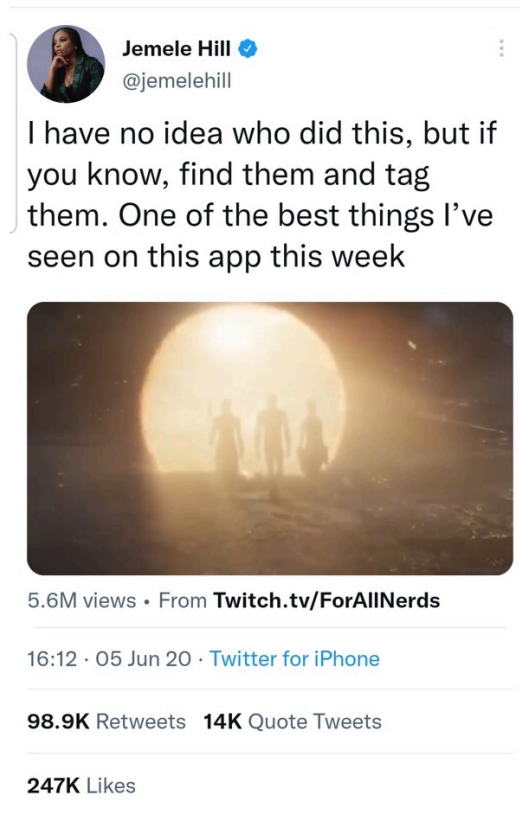 Jemele Hill
@jemelehill
I have no idea who did this, but if
you know, find them and tag
them. One of the best things I’ve
seen on this app this week
5.6M views • From Twitch.tv/ForAllNerds
16:12 · 05 Jun 20 · Twitter for iPhone
98.9K Retweets 14K Quote Tweets
247K Likes